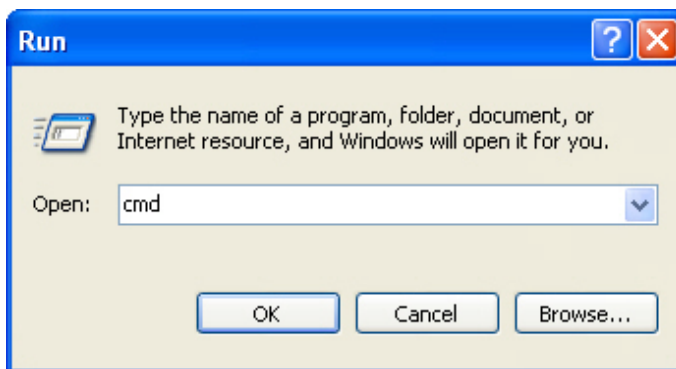 Run
?
Type the name of a program, folder, document, or
Internet resource, and Windows will open it for you.
Open:
cmd
OK
Cancel
Browse...